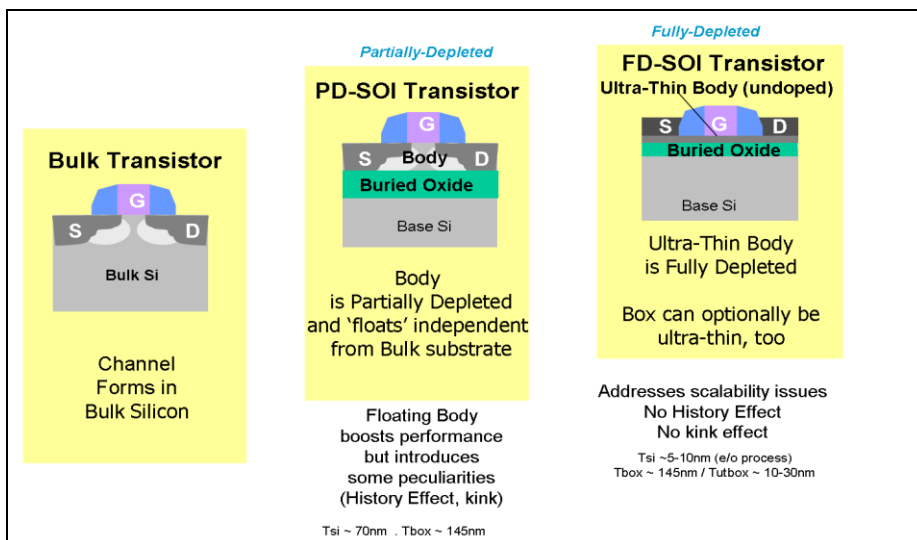 Bulk Transistor
G
S
D
Bulk Si
Channel
Forms in
Bulk Silicon
Partially-Depleted
PD-SOI Transistor
G
S
Body
D
Buried Oxide
Base Si
Body
is Partially Depleted
and ‘floats’ independent
from Bulk substrate
Floating Body
boosts performance
but introduces
some peculiarities
(History Effect, kink)
Tsi ~ 70nm . Tbox ~ 145nm
Fully-Depleted
FD-SOI Transistor
Ultra-Thin Body (undoped)
S
G
D
Buried Oxide
Base Si
Ultra-Thin Body
is Fully Depleted
Box can optionally be
ultra-thin, too
Addresses scalability issues
No History Effect
No kink effect
Tsi ~5-10nm (e/o process)
Tbox ~ 145nm / Tutbox ~ 10-30nm